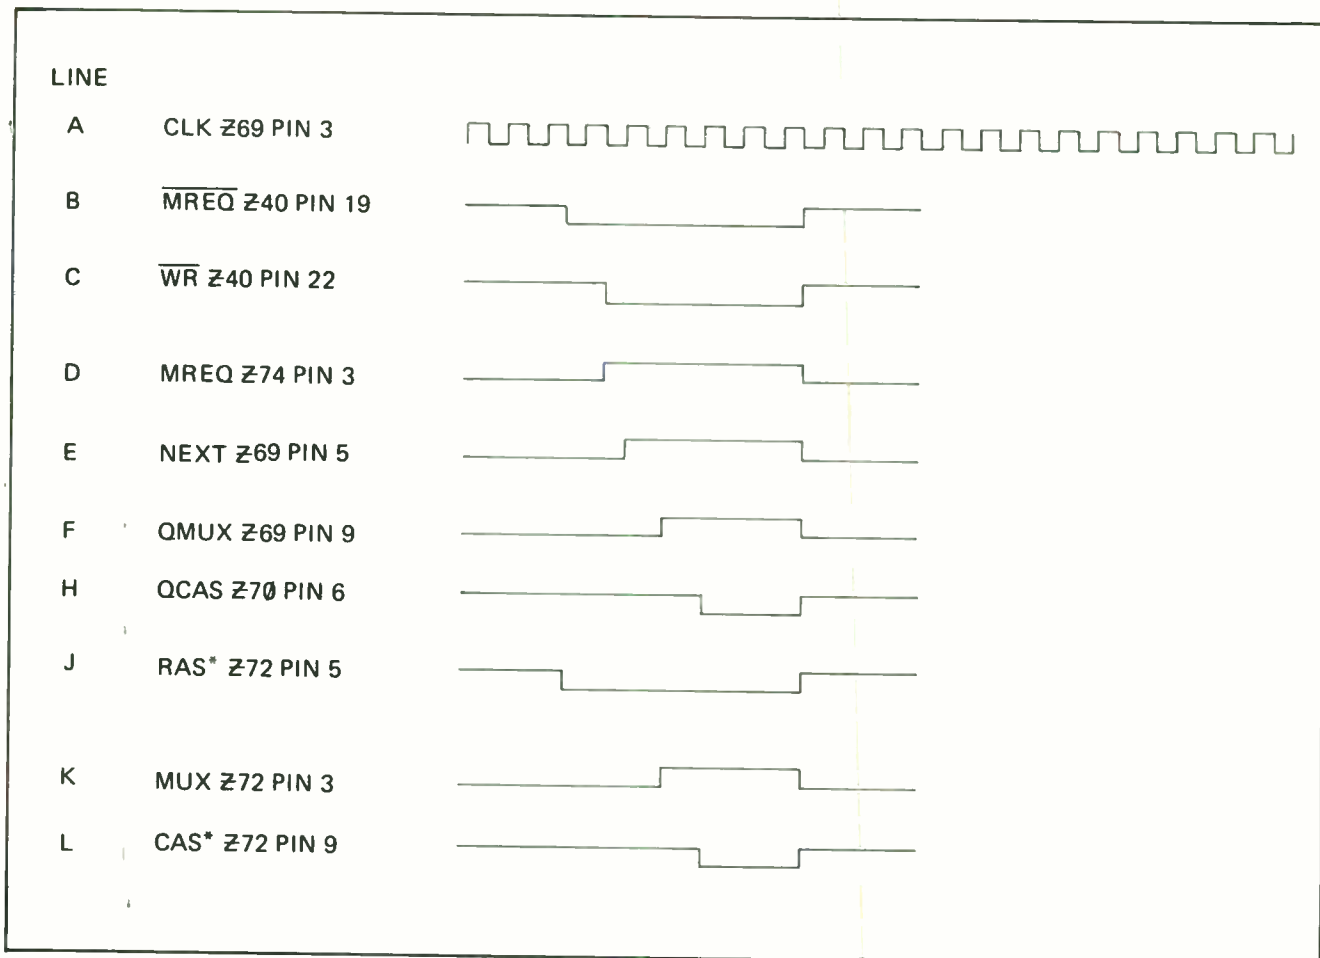 LINE
A CLK Z69 PIN 3
B M̅R̅E̅Q̅ Z40 PIN 19
C W̅R̅ Z40 PIN 22
D MREQ Z74 PIN 3
E NEXT Z69 PIN 5
F QMUX Z69 PIN 9
H QCAS Z70 PIN 6
J RAS* Z72 PIN 5
K MUX Z72 PIN 3
L CAS* Z72 PIN 9